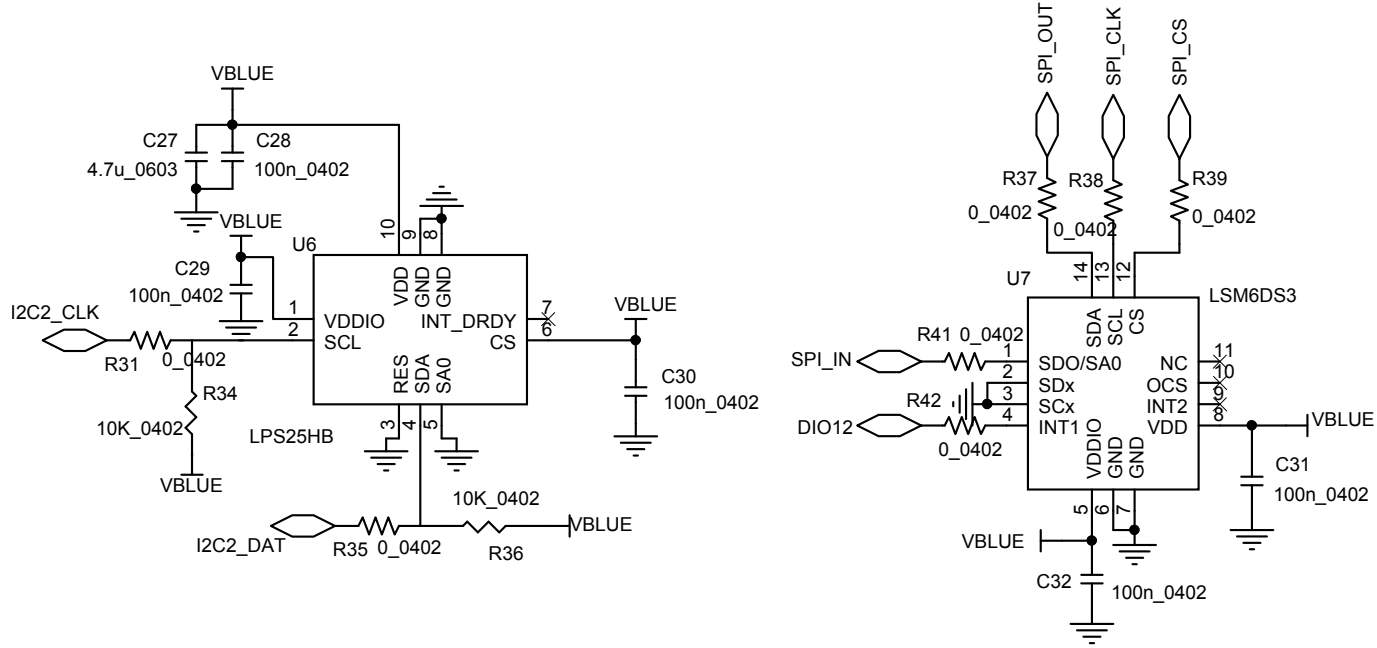 VBLUE
C27
4.7u_0603
C28
100n_0402
VBLUE
C29
100n_0402
I2C2_CLK
R31
0_0402
R34
10K_0402
VBLUE
U6
10
9
8
VDD
GND
GND
1
VDDIO
2
SCL
INT_DRDY
7
CS
6
RES
SDA
SA0
3
4
5
LPS25HB
VBLUE
C30
100n_0402
I2C2_DAT
R35
0_0402
10K_0402
R36
VBLUE
SPI_OUT
SPI_CLK
SPI_CS
R37
0_0402
R38
0_0402
R39
0_0402
U7
LSM6DS3
14
13
12
SDA
SCL
CS
SPI_IN
R41
0_0402
1
SDO/SA0
2
SDx
3
SCx
4
INT1
R42
DIO12
0_0402
NC
11
OCS
10
INT2
9
VDD
8
VBLUE
C31
100n_0402
VDDIO
GND
GND
5
6
7
VBLUE
C32
100n_0402